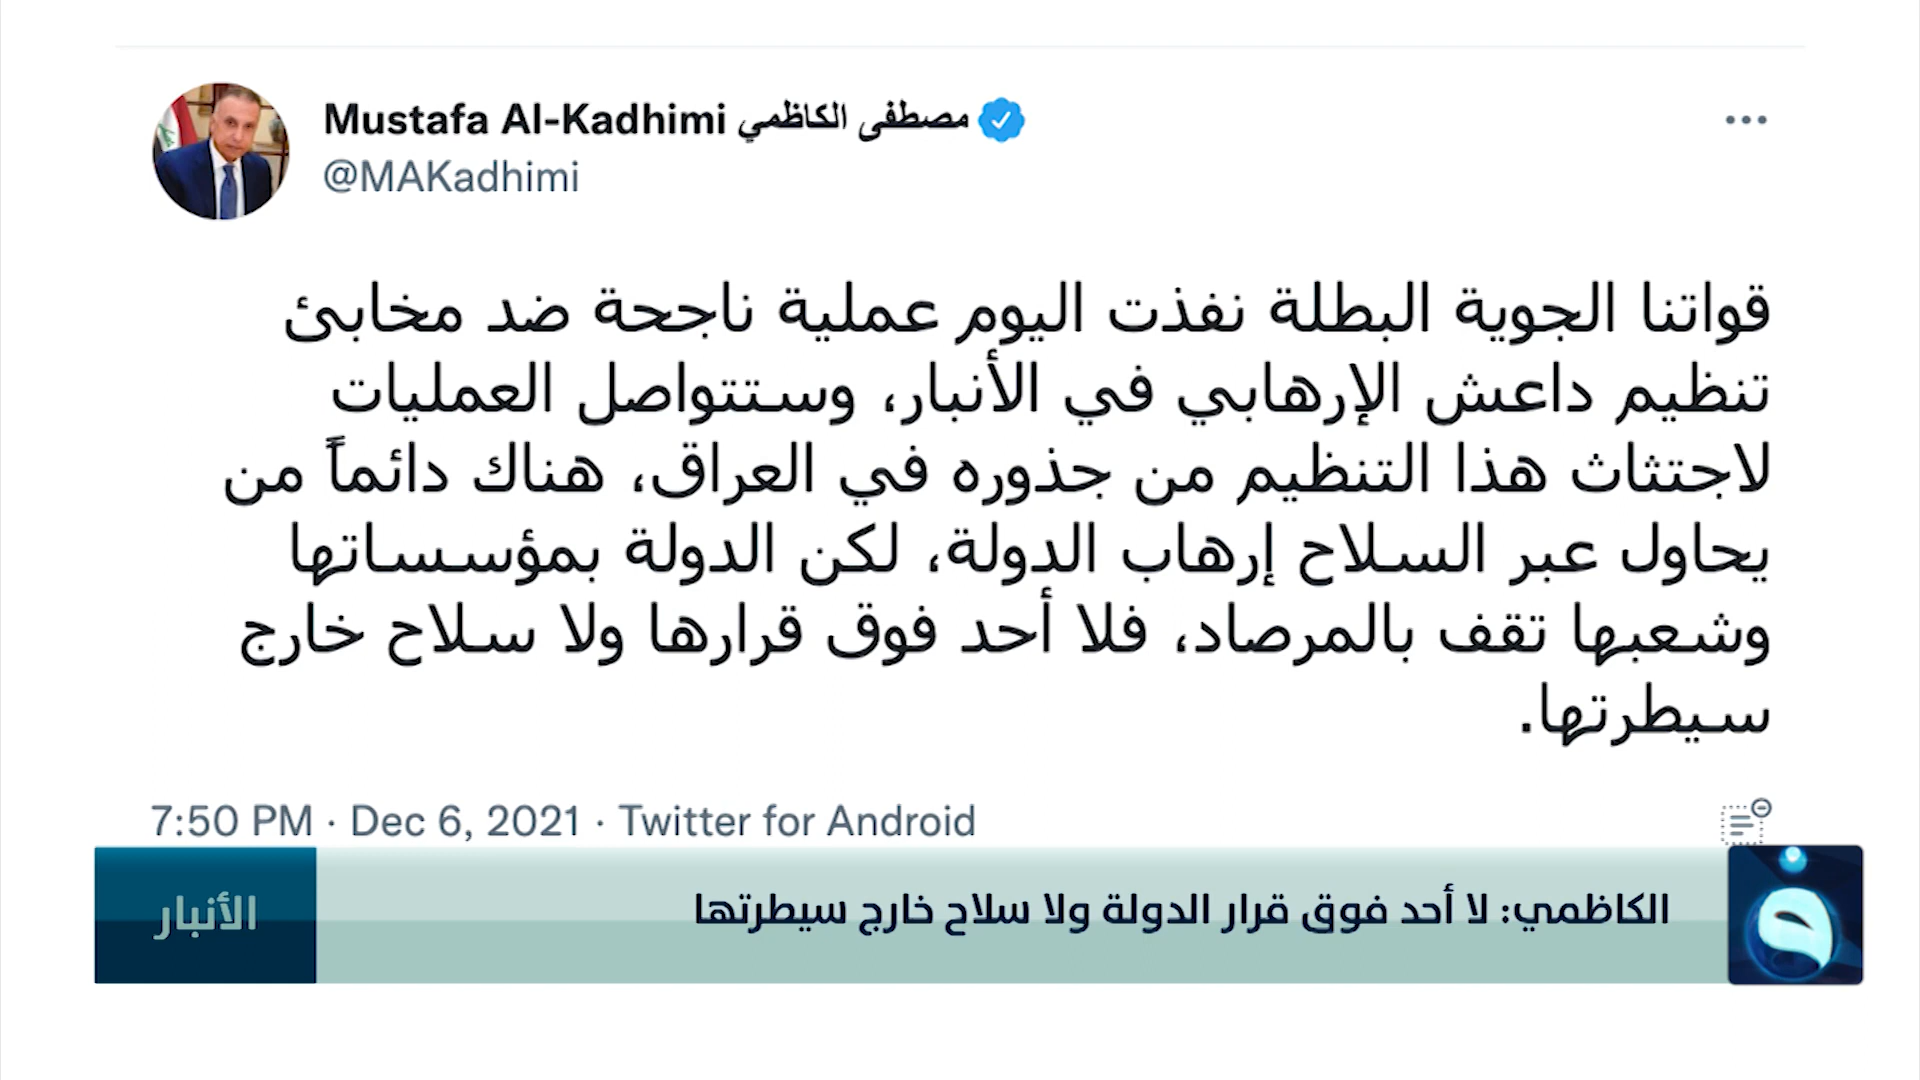 Mustafa Al-Kadhimi مصطفى الكاظمي
@MAKadhimi
قواتنا الجوية البطلة نفذت اليوم عملية ناجحة ضد مخابئ
تنظيم داعش الإرهابي في الأنبار، وستتواصل العمليات
لاجتثاث هذا التنظيم من جذوره في العراق، هناك دائماً من
يحاول عبر السلاح إرهاب الدولة، لكن الدولة بمؤسساتها
وشعبها تقف بالمرصاد، فلا أحد فوق قرارها ولا سلاح خارج
سيطرتها.
7:50 PM · Dec 6, 2021 · Twitter for Android
الكاظمي: لا أحد فوق قرار الدولة ولا سلاح خارج سيطرتها
الأنبار